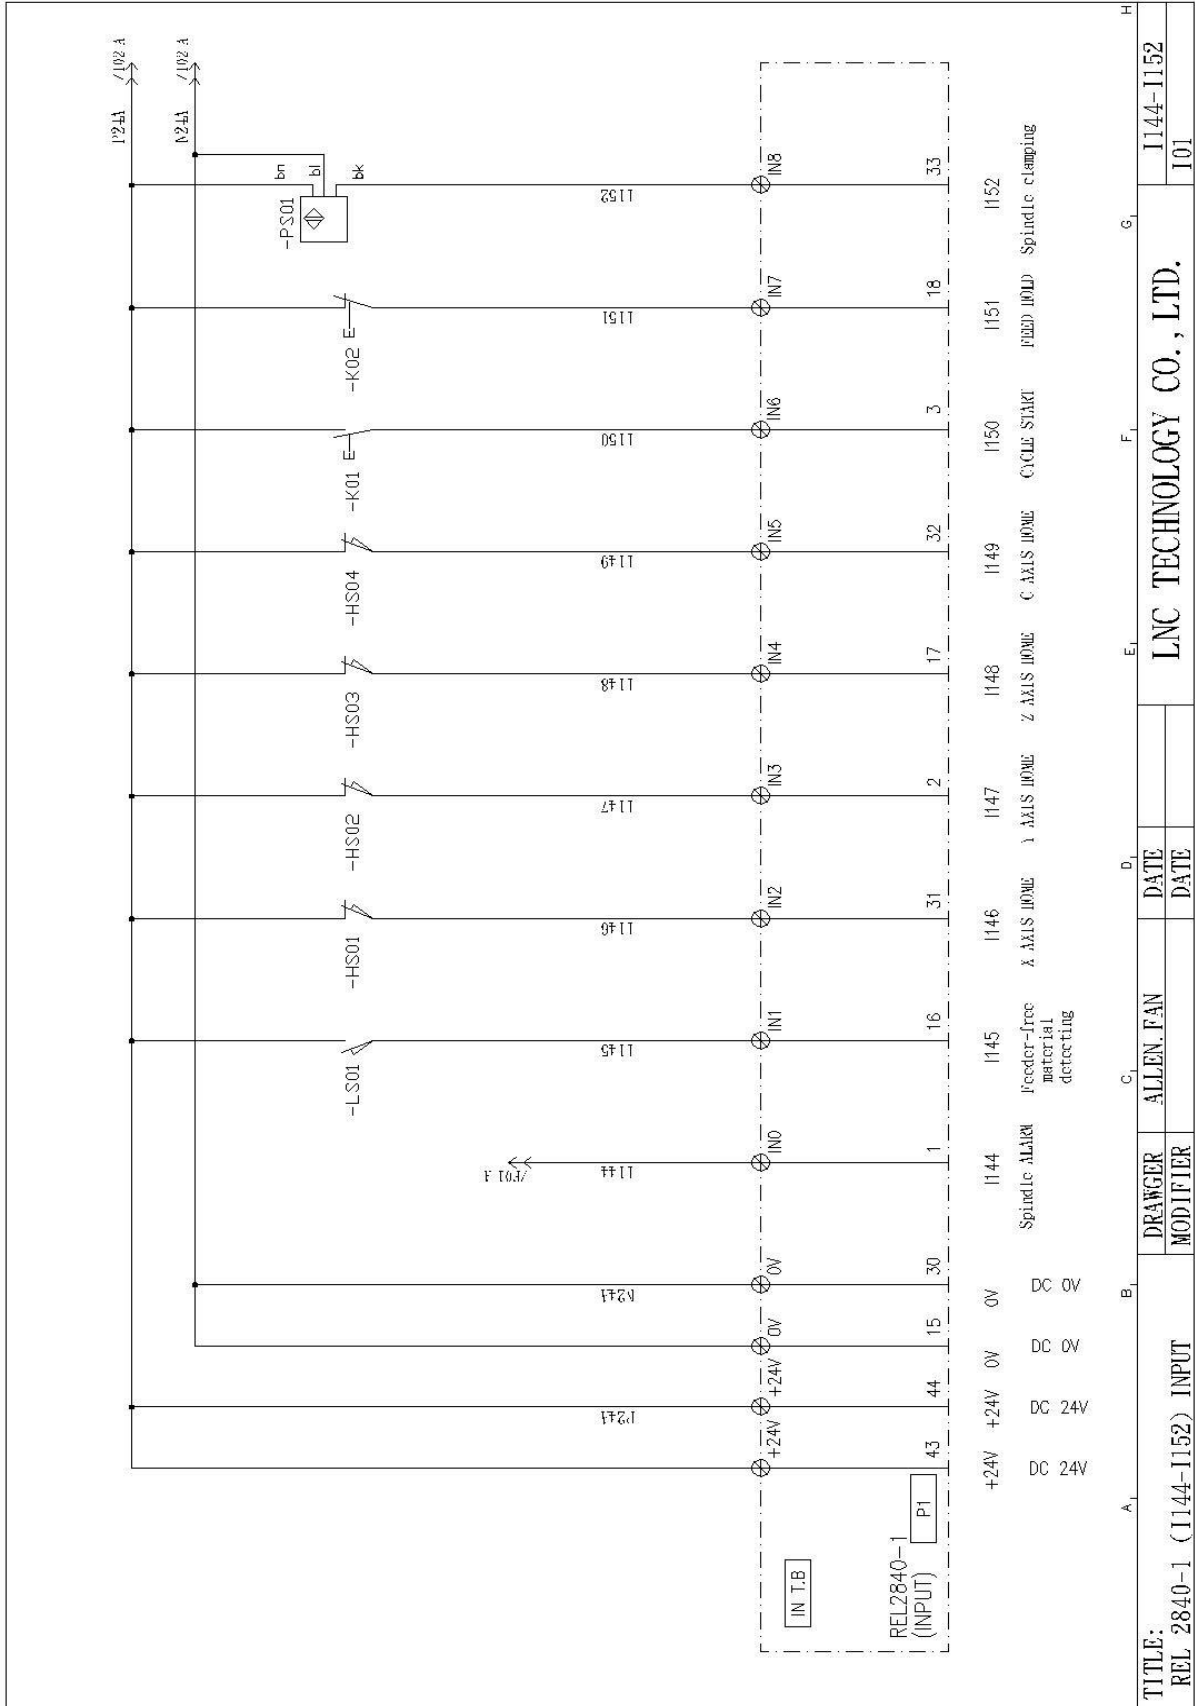 P24A
/102 A
N24A
/102 A
-LS01
-HS01
-HS02
-HS03
-HS04
-K01
E
-K02
E
-PS01
bn
bl
bk
P24A
N24A
I144
I145
I146
I147
I148
I149
I150
I151
I152
+24V
+24V
0V
0V
IN0
IN1
IN2
IN3
IN4
IN5
IN6
IN7
IN8
IN T.B
REL2840-1
(INPUT)
P1
43
44
15
30
1
16
31
2
17
32
3
18
33
+24V
+24V
0V
0V
I144
I145
I146
I147
I148
I149
I150
I151
I152
DC 24V
DC 24V
DC 0V
DC 0V
Spindle ALARM
Feeder-free
material
detecting
X AXIS HOME
Y AXIS HOME
Z AXIS HOME
C AXIS HOME
CYCLE START
FEED HOLD
Spindle clamping
A
B
C
D
E
F
G
H
TITLE:
REL 2840-1 (I144-I152) INPUT
DRAWGER
ALLEN.FAN
DATE
MODIFIER
DATE
LNC TECHNOLOGY CO., LTD.
I144-I152
I01